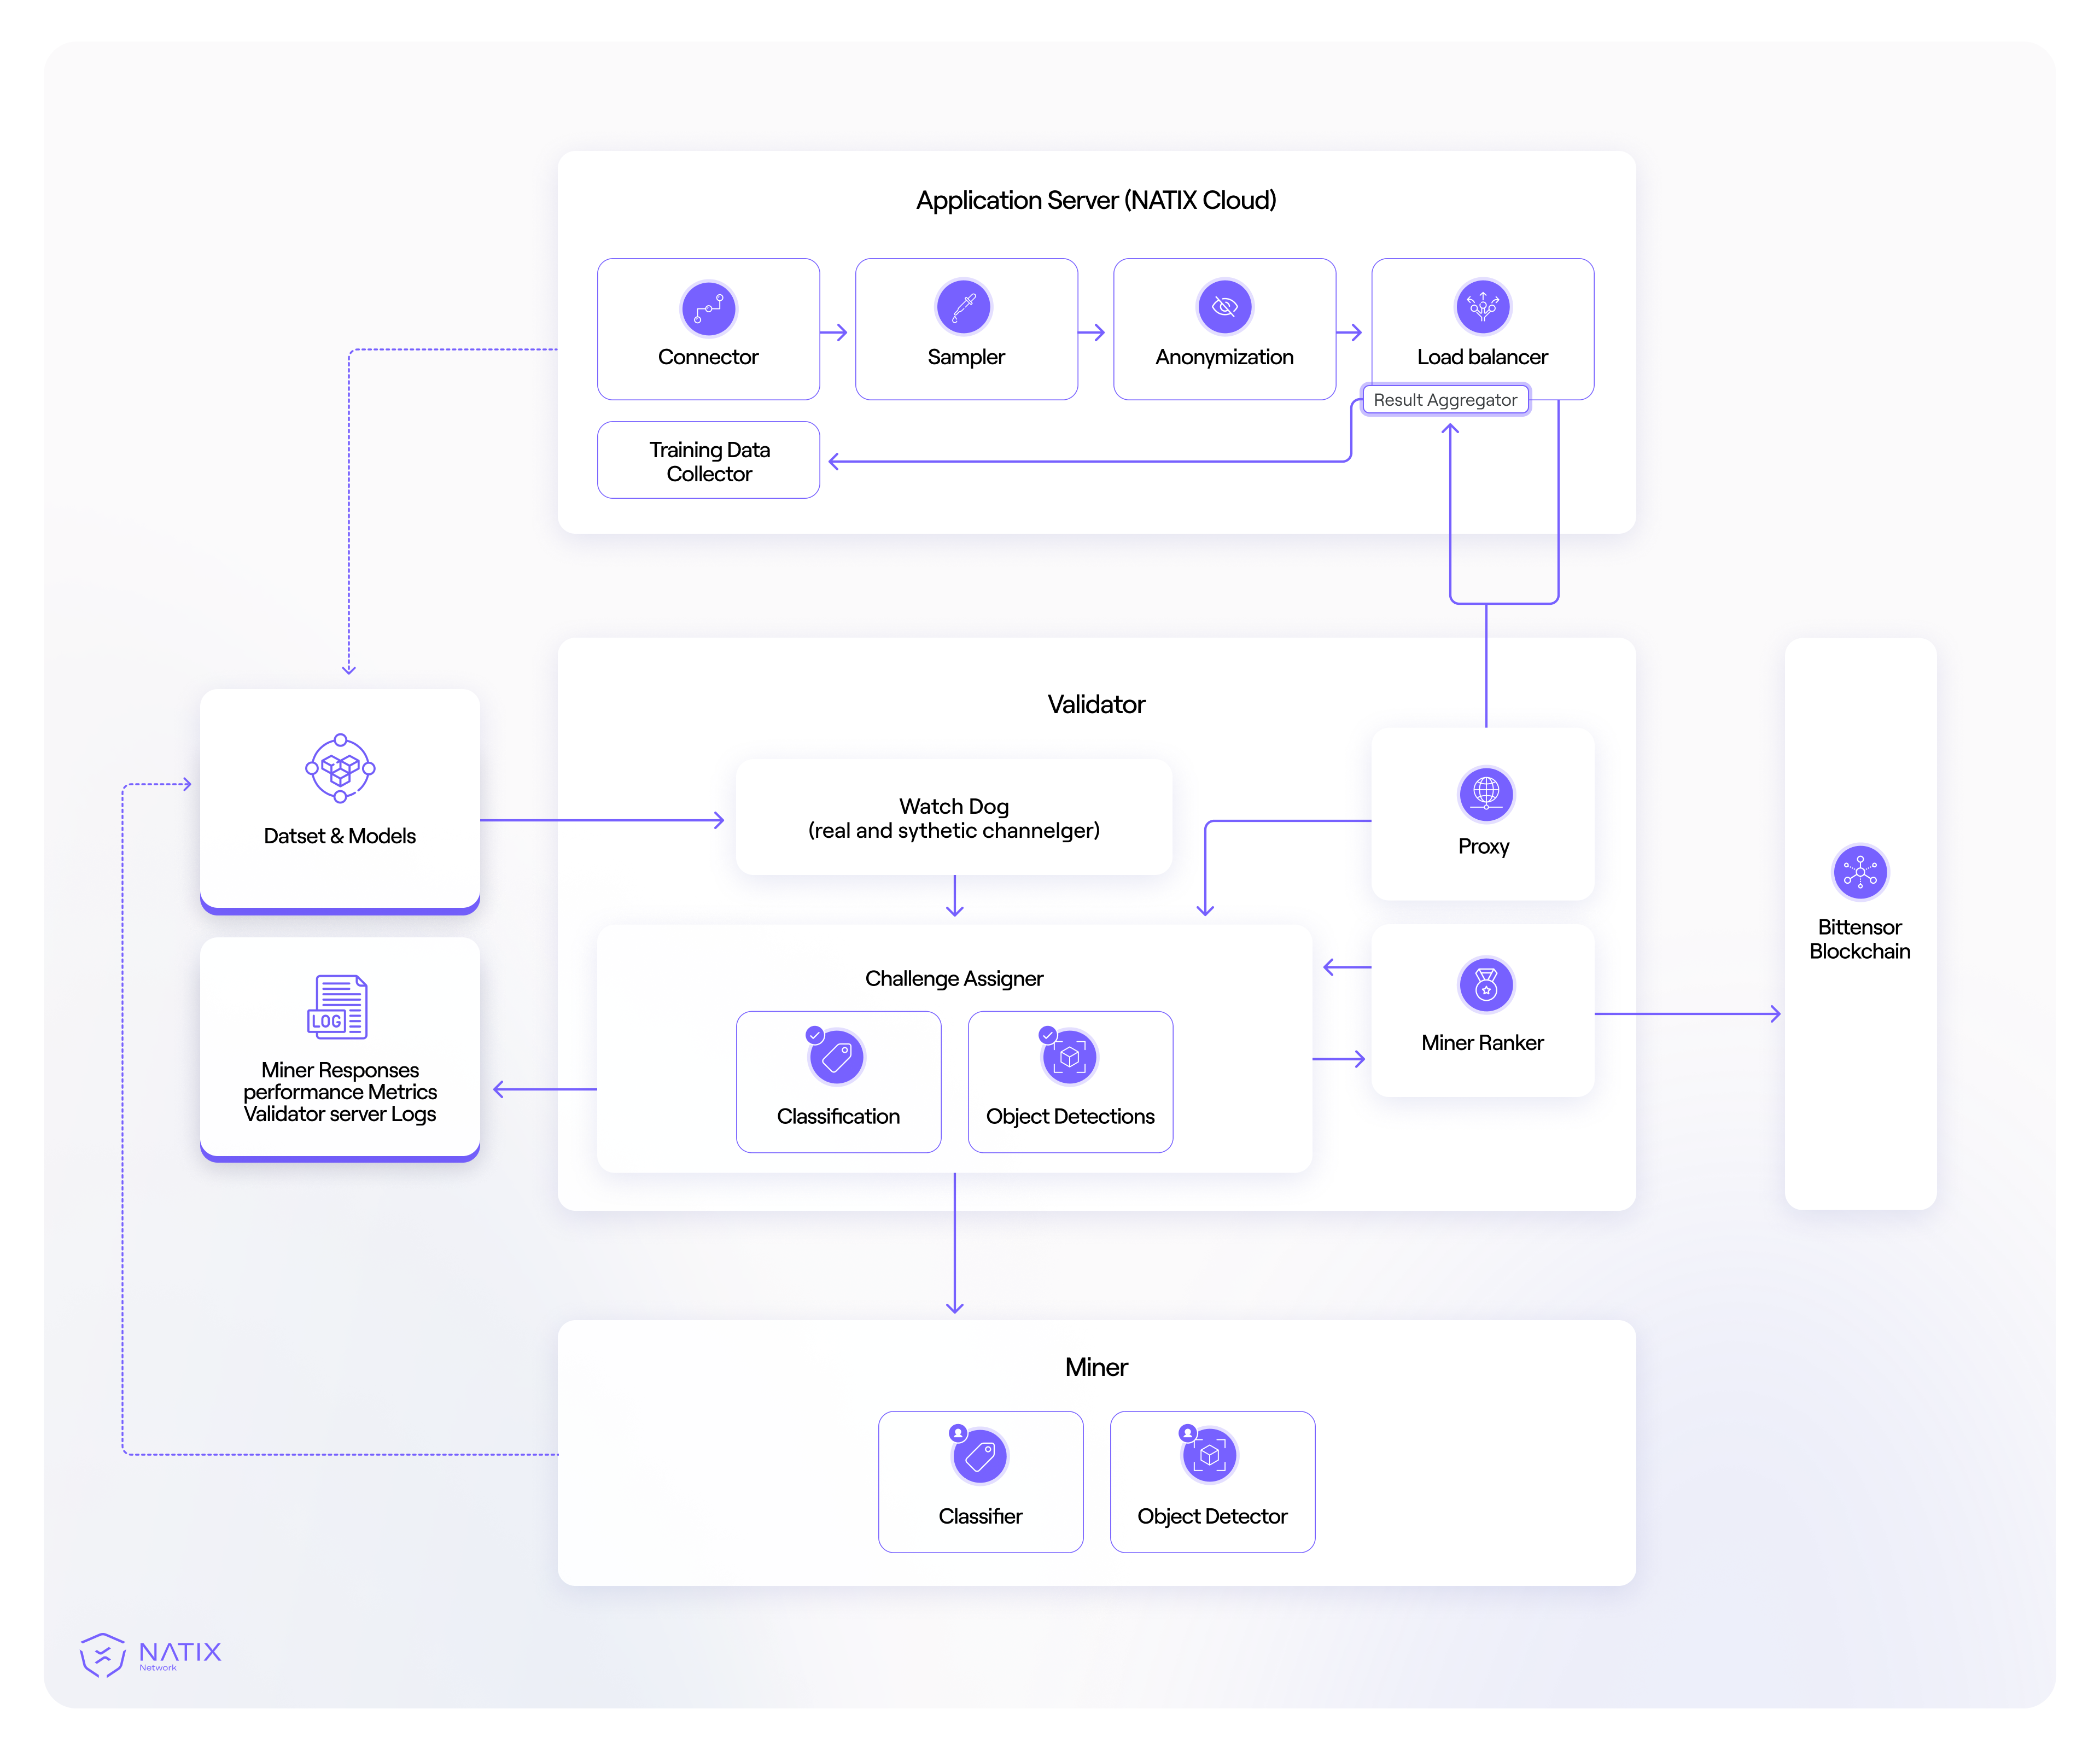 Application Server (NATIX Cloud)
Connector
Sampler
Anonymization
Load balancer
Result Aggregator
Training Data
Collector
Validator
Watch Dog
(real and sythetic channelger)
Proxy
Datset & Models
Bittensor
Blockchain
Challenge Assigner
Classification
Object Detections
Miner Ranker
LOG
Miner Responses
performance Metrics
Validator server Logs
Miner
Classifier
Object Detector
NATIX
Network